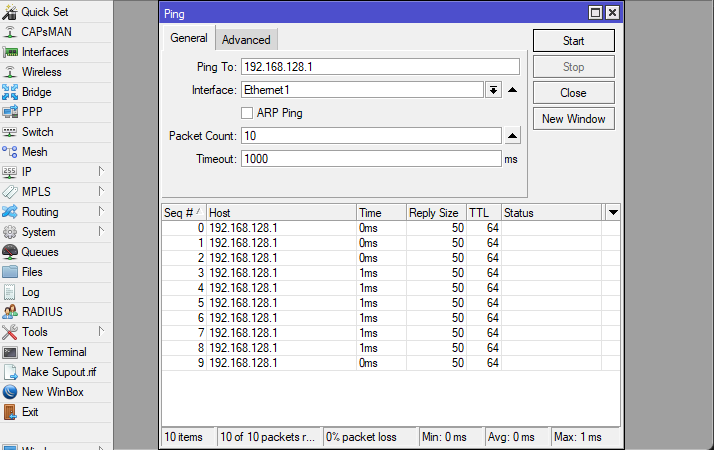 Quick Set
CAPsMAN
Interfaces
Wireless
Bridge
PPP
Switch
Mesh
IP
MPLS
Routing
System
Queues
Files
Log
RADIUS
Tools
New Terminal
Make Supout.rif
New WinBox
Exit
Ping
General Advanced
Start
Stop
Close
New Window
Ping To: 192.168.128.1
Interface: Ethernet1
ARP Ping
Packet Count: 10
Timeout: 1000 ms
Seq # Host Time Reply Size TTL Status
0 192.168.128.1 0ms 50 64
1 192.168.128.1 0ms 50 64
2 192.168.128.1 0ms 50 64
3 192.168.128.1 1ms 50 64
4 192.168.128.1 1ms 50 64
5 192.168.128.1 1ms 50 64
6 192.168.128.1 1ms 50 64
7 192.168.128.1 1ms 50 64
8 192.168.128.1 1ms 50 64
9 192.168.128.1 0ms 50 64
10 items 10 of 10 packets r... 0% packet loss Min: 0 ms Avg: 0 ms Max: 1 ms